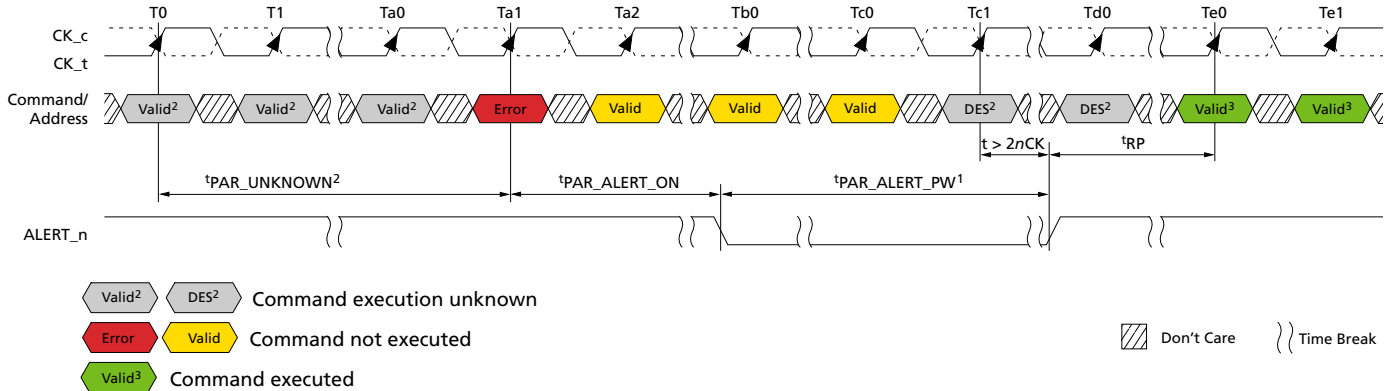 T0 T1 Ta0 Ta1 Ta2 Tb0 Tc0 Tc1 Td0 Te0 Te1
CK_c
CK_t
Command/
Address
Valid² Valid² Valid² Error Valid Valid Valid DES² DES² Valid³ Valid³
t > 2nCK ᵗRP
ᵗPAR_UNKNOWN² ᵗPAR_ALERT_ON ᵗPAR_ALERT_PW¹
ALERT_n
Valid² DES² Command execution unknown
Error Valid Command not executed
Don't Care Time Break
Valid³ Command executed